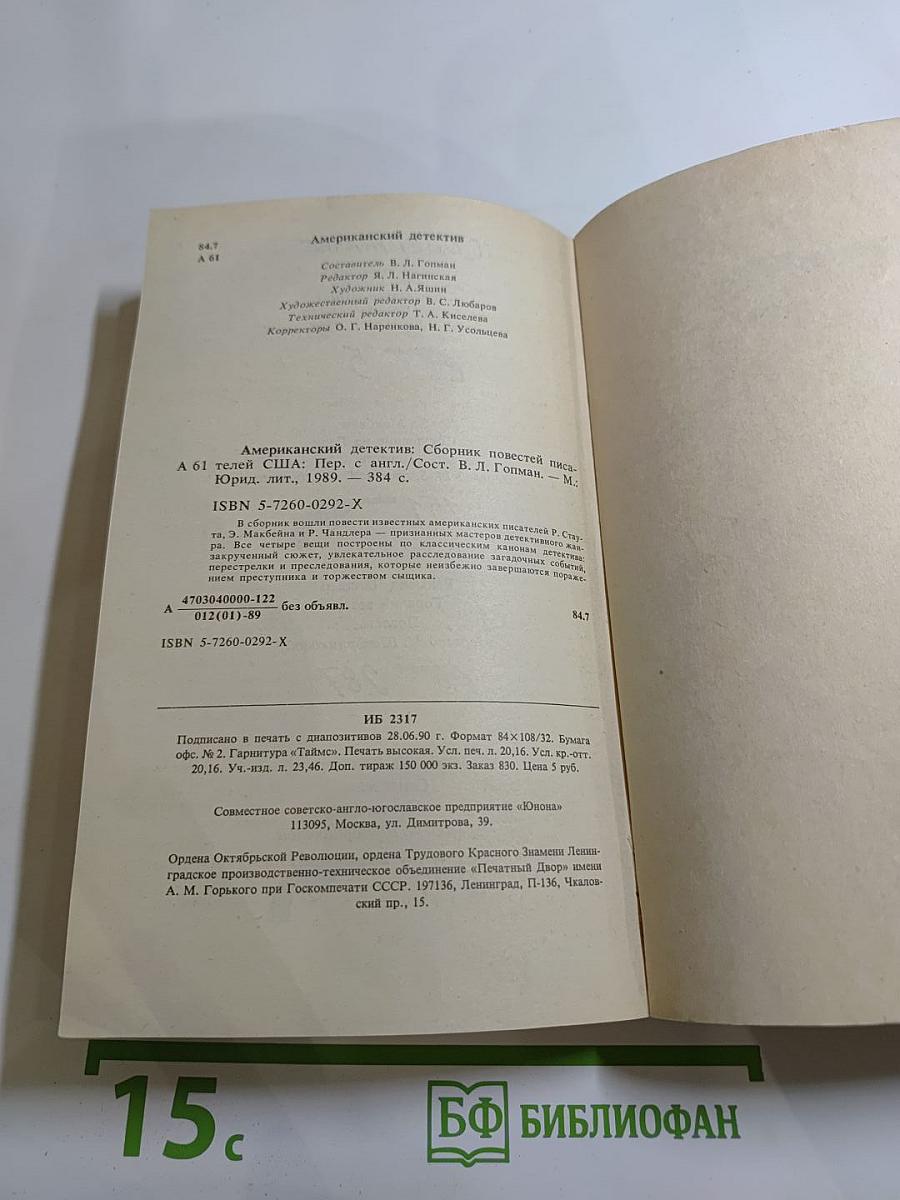 84.7
А 61
Американский детектив
Составитель В. Л. Гопман
Редактор Я. Л. Нагинская
Художник Н. А.Яшин
Художественный редактор В. С. Любаров
Технический редактор Т. А. Киселева
Корректоры О. Г. Наренкова, Н. Г. Усольцева
Американский детектив: Сборник повестей писа-
А 61 телей США: Пер. с англ./Сост. В. Л. Гопман. — М.:
Юрид. лит., 1989. — 384 с.
ISBN 5-7260-0292-X
В сборник вошли повести известных американских писателей Р. Стау-
та, Э. Макбейна и Р. Чандлера — признанных мастеров детективного жан-
ра. Все четыре вещи построены по классическим канонам детектива:
закрученный сюжет, увлекательное расследование загадочных событий,
перестрелки и преследования, которые неизбежно завершаются пораже-
нием преступника и торжеством сыщика.
А 4703040000-122
012(01)-89 без объявл.
84.7
ISBN 5-7260-0292-X
ИБ 2317
Подписано в печать с диапозитивов 28.06.90 г. Формат 84×108/32. Бумага
офс. № 2. Гарнитура «Таймс». Печать высокая. Усл. печ. л. 20,16. Усл. кр.-отт.
20,16. Уч.-изд. л. 23,46. Доп. тираж 150 000 экз. Заказ 830. Цена 5 руб.
Совместное советско-англо-югославское предприятие «Юнона»
113095, Москва, ул. Димитрова, 39.
Ордена Октябрьской Революции, ордена Трудового Красного Знамени Ленин-
градское производственно-техническое объединение «Печатный Двор» имени
А. М. Горького при Госкомпечати СССР. 197136, Ленинград, П-136, Чкалов-
ский пр., 15.
15 с
БФ БИБЛИОФАН